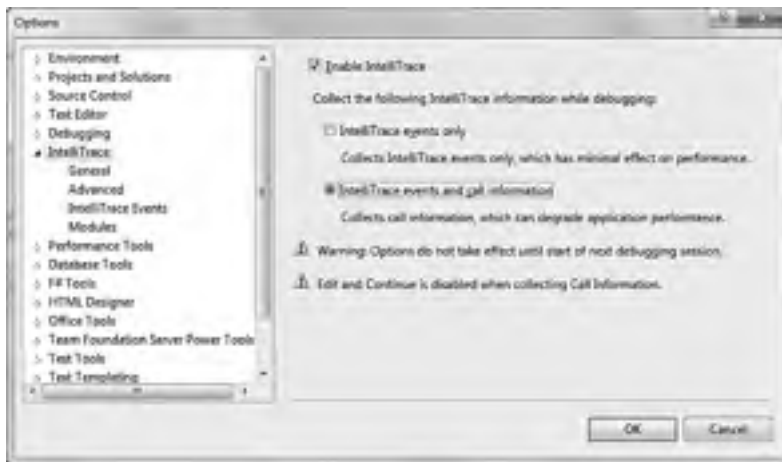 Options
Environment
Projects and Solutions
Source Control
Text Editor
Debugging
IntelliTrace
General
Advanced
IntelliTrace Events
Modules
Performance Tools
Database Tools
F# Tools
HTML Designer
Office Tools
Team Foundation Server Power Tools
Test Tools
Text Templating
Enable IntelliTrace
Collect the following IntelliTrace information while debugging:
IntelliTrace events only
Collects IntelliTrace events only, which has minimal effect on performance.
IntelliTrace events and call information
Collects call information, which can degrade application performance.
Warning: Options do not take effect until start of next debugging session.
Edit and Continue is disabled when collecting Call Information.
OK
Cancel